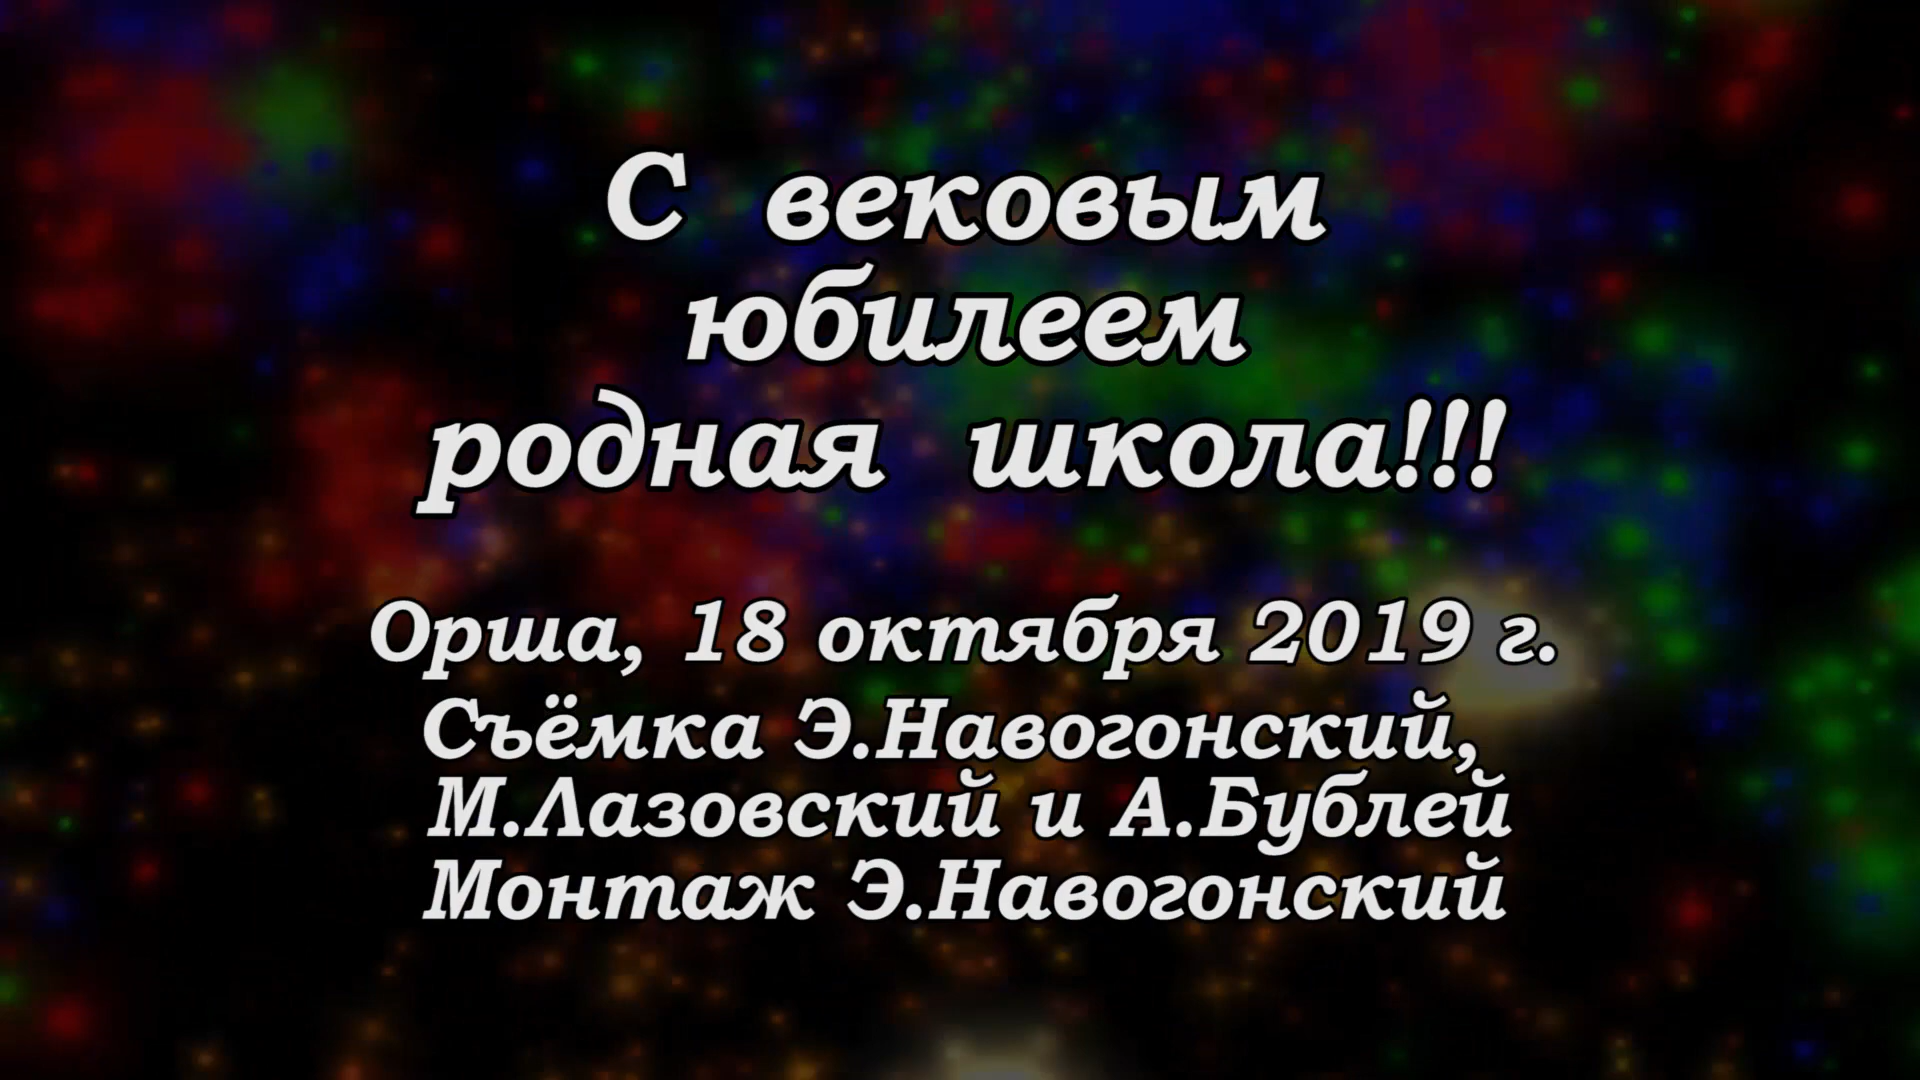 С вековым
юбилеем
родная школа!!!
Орша, 18 октября 2019 г.
Съёмка Э.Навогонский,
М.Лазовский и А.Бублей
Монтаж Э.Навогонский